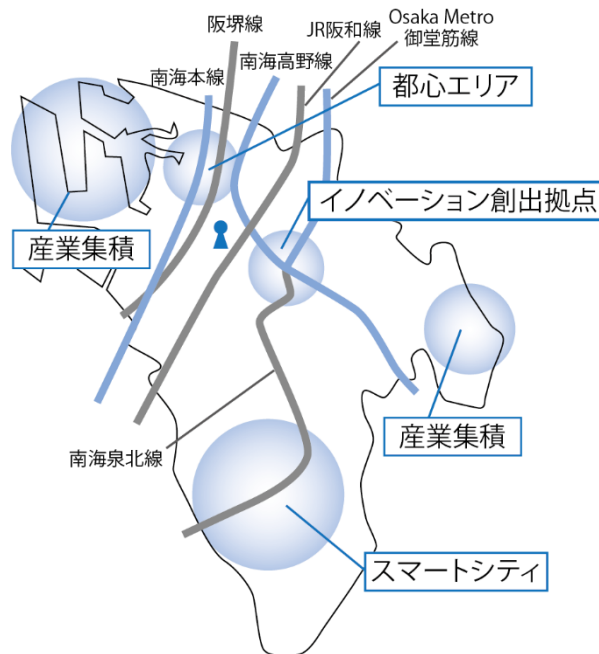 阪堺線
JR阪和線
Osaka Metro
御堂筋線
南海本線
南海高野線
都心エリア
イノベーション創出拠点
産業集積
産業集積
南海泉北線
スマートシティ